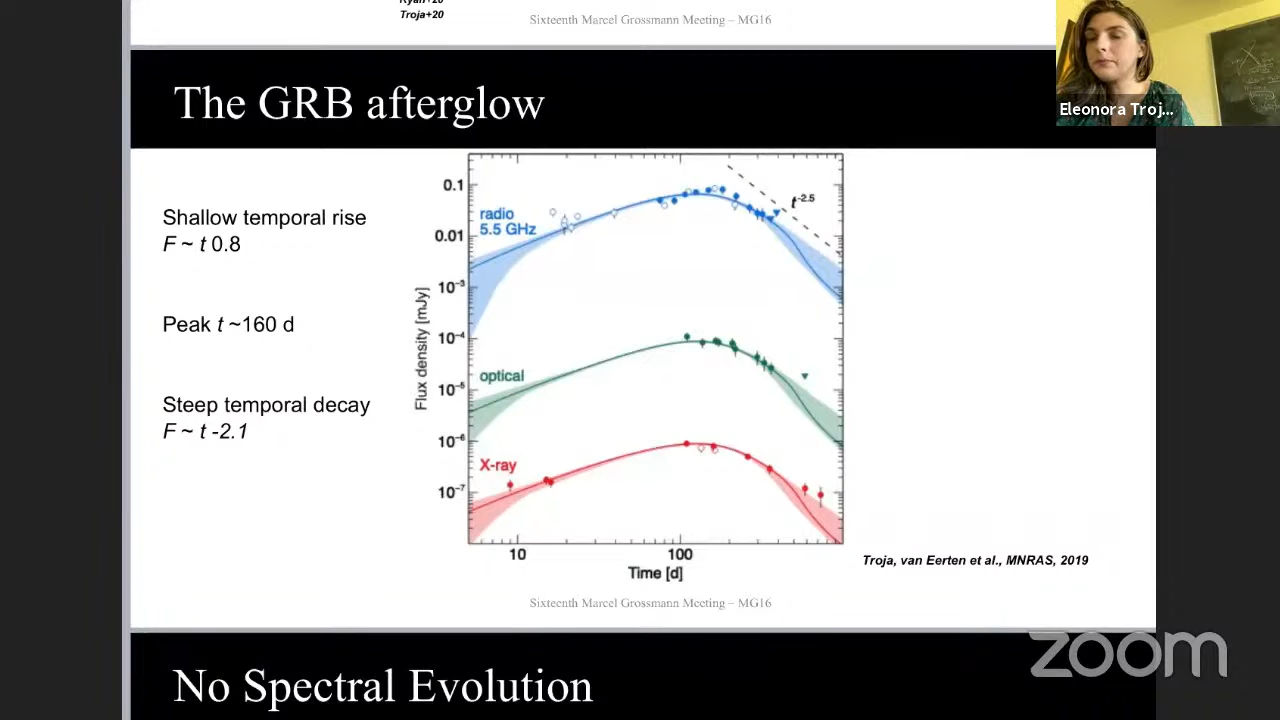 Troja+20
Sixteenth Marcel Grossmann Meeting – MG16
Eleonora Troj...
The GRB afterglow
Shallow temporal rise
F ~ t 0.8
Peak t ~160 d
Steep temporal decay
F ~ t -2.1
0.1
0.01
10⁻³
10⁻⁴
10⁻⁵
10⁻⁶
10⁻⁷
Flux density [mJy]
radio
5.5 GHz
t⁻²·⁵
optical
X-ray
10
100
Time [d]
Troja, van Eerten et al., MNRAS, 2019
Sixteenth Marcel Grossmann Meeting – MG16
zoom
No Spectral Evolution